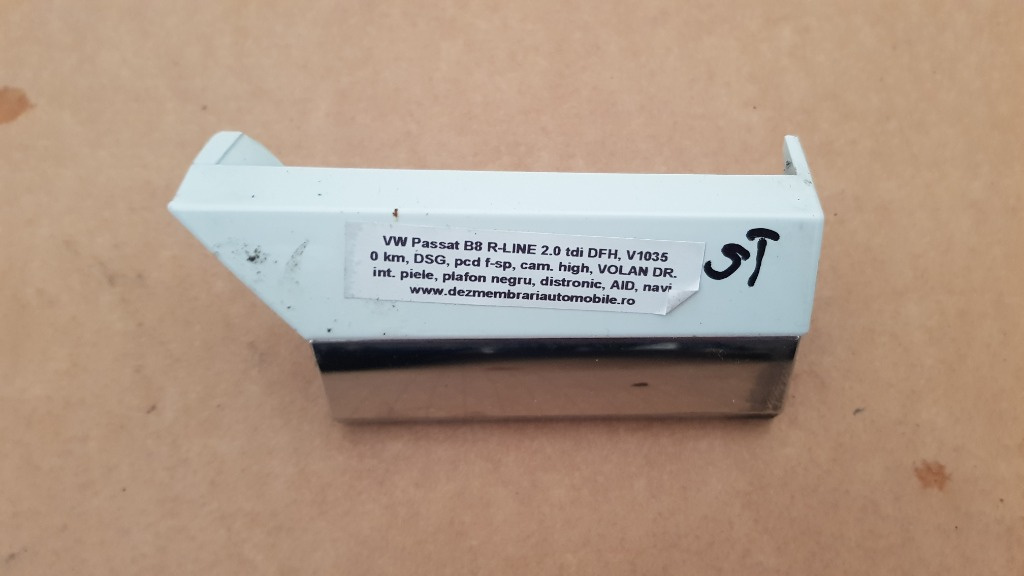 VW Passat B8 R-LINE 2.0 tdi DFH, V1035
0 km, DSG, pcd f-sp, cam. high, VOLAN DR.
int. piele, plafon negru, distronic, AID, navi
www.dezmembrariautomobile.ro
ST